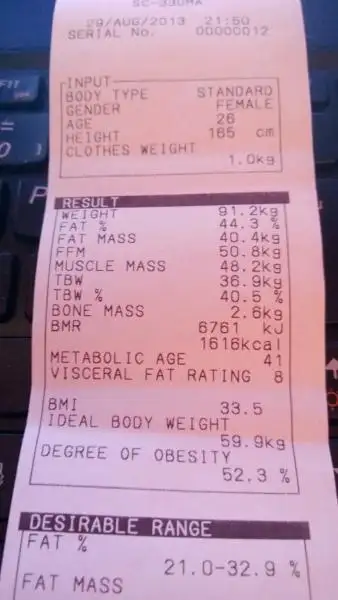 SC-330MA
29/AUG/2013 21:50
SERIAL No. 00000012
INPUT
BODY TYPE STANDARD
GENDER FEMALE
AGE 26
HEIGHT 165 cm
CLOTHES WEIGHT
1.0kg
RESULT
WEIGHT 91.2kg
FAT % 44.3 %
FAT MASS 40.4kg
FFM 50.8kg
MUSCLE MASS 48.2kg
TBW 36.9kg
TBW % 40.5 %
BONE MASS 2.6kg
BMR 6761 kJ
1616kcal
METABOLIC AGE 41
VISCERAL FAT RATING 8
BMI 33.5
IDEAL BODY WEIGHT
59.9kg
DEGREE OF OBESITY
52.3 %
DESIRABLE RANGE
FAT %
21.0-32.9 %
FAT MASS